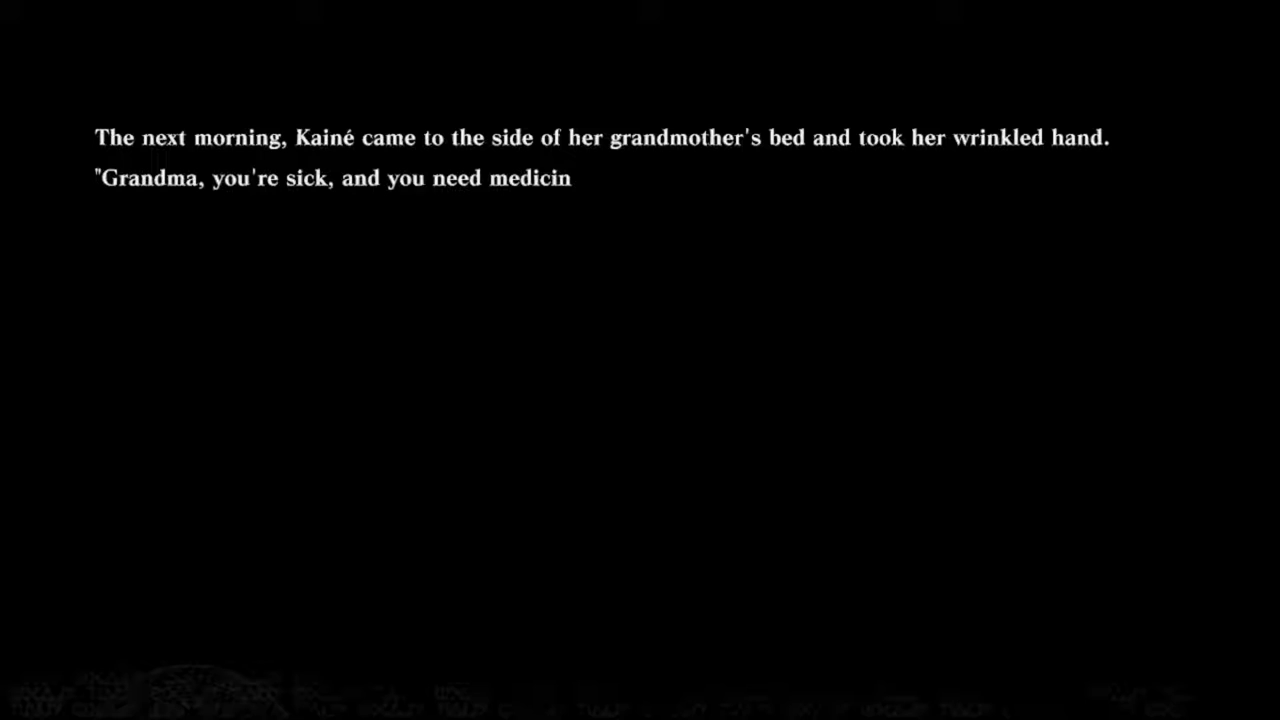 The next morning, Kainé came to the side of her grandmother's bed and took her wrinkled hand.
"Grandma, you're sick, and you need medicin